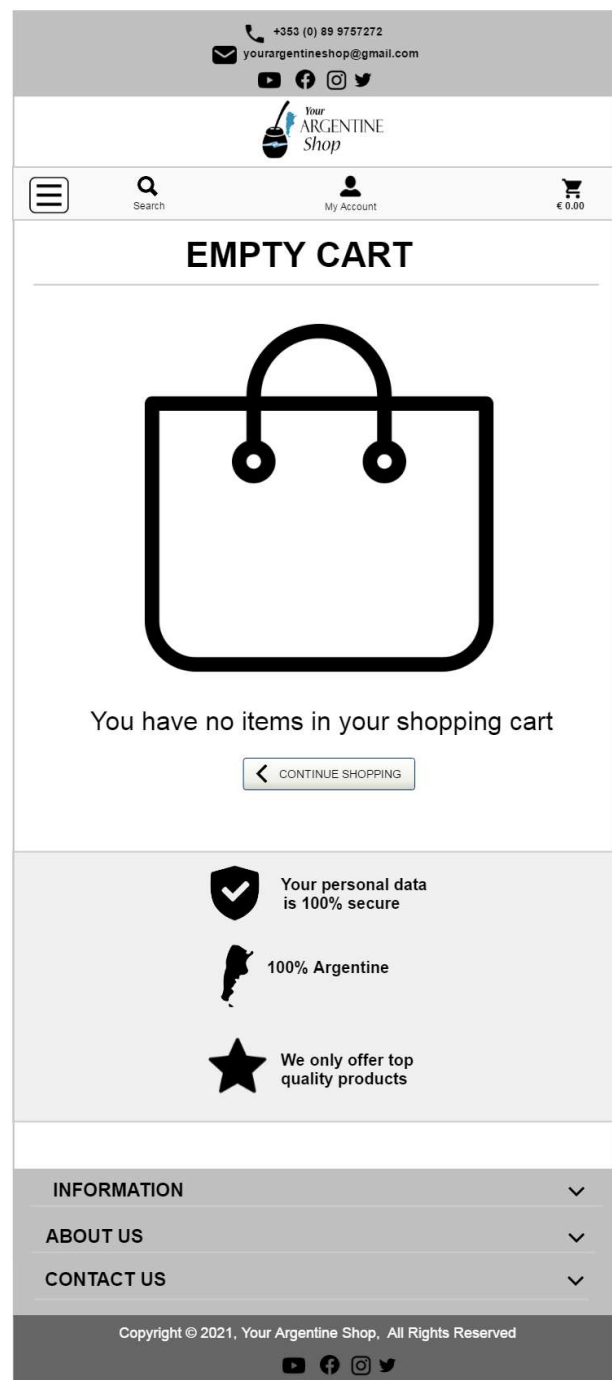 +353 (0) 89 9757272
yourargentineshop@gmail.com
Your
ARGENTINE
Shop
Search
My Account
€ 0.00
EMPTY CART
You have no items in your shopping cart
CONTINUE SHOPPING
Your personal data
is 100% secure
100% Argentine
We only offer top
quality products
INFORMATION
ABOUT US
CONTACT US
Copyright © 2021, Your Argentine Shop, All Rights Reserved